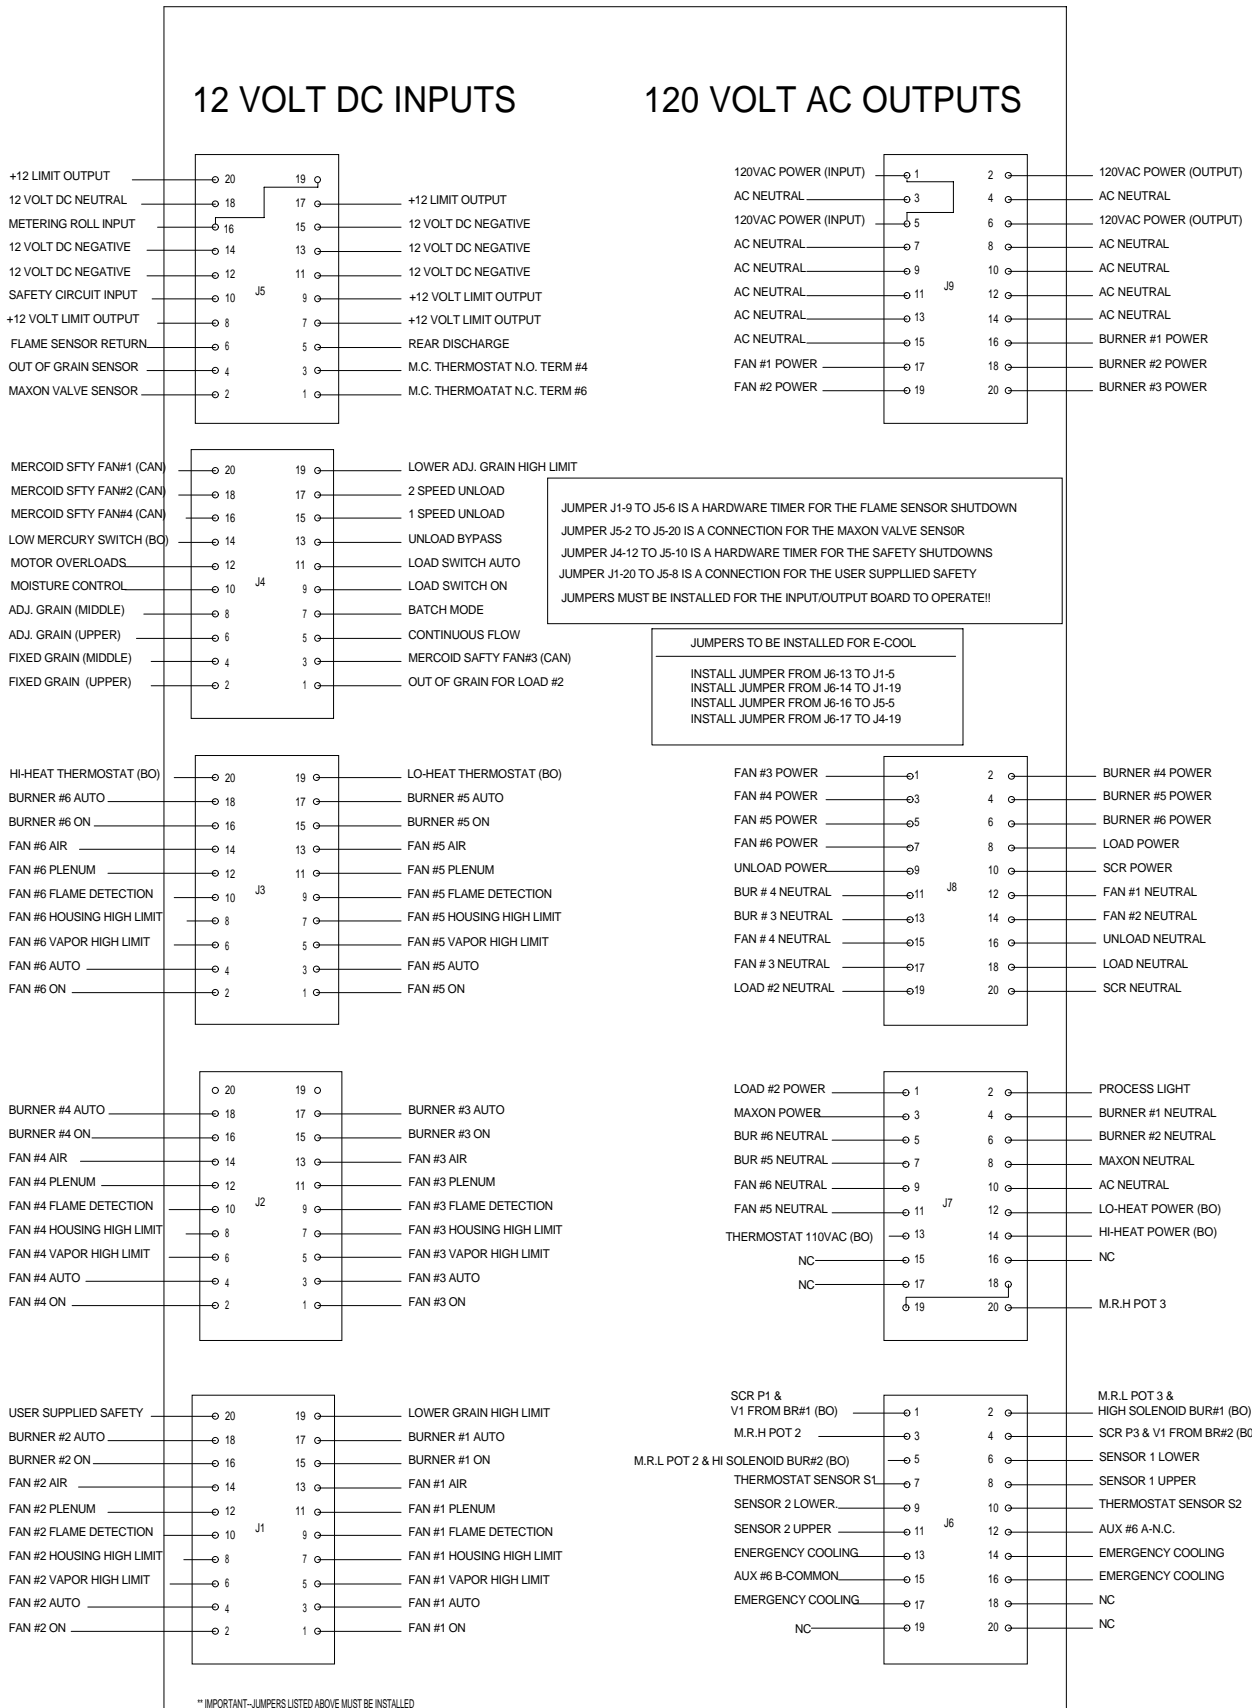 12 VOLT DC INPUTS
120 VOLT AC OUTPUTS
+12 LIMIT OUTPUT 20 19
12 VOLT DC NEUTRAL 18 17 +12 LIMIT OUTPUT
METERING ROLL INPUT 16 15 12 VOLT DC NEGATIVE
12 VOLT DC NEGATIVE 14 13 12 VOLT DC NEGATIVE
12 VOLT DC NEGATIVE 12 11 12 VOLT DC NEGATIVE
J5
SAFETY CIRCUIT INPUT 10 9 +12 VOLT LIMIT OUTPUT
+12 VOLT LIMIT OUTPUT 8 7 +12 VOLT LIMIT OUTPUT
FLAME SENSOR RETURN 6 5 REAR DISCHARGE
OUT OF GRAIN SENSOR 4 3 M.C. THERMOSTAT N.O. TERM #4
MAXON VALVE SENSOR 2 1 M.C. THERMOATAT N.C. TERM #6
120VAC POWER (INPUT) 1 2 120VAC POWER (OUTPUT)
AC NEUTRAL 3 4 AC NEUTRAL
120VAC POWER (INPUT) 5 6 120VAC POWER (OUTPUT)
AC NEUTRAL 7 8 AC NEUTRAL
AC NEUTRAL 9 10 AC NEUTRAL
J9
AC NEUTRAL 11 12 AC NEUTRAL
AC NEUTRAL 13 14 AC NEUTRAL
AC NEUTRAL 15 16 BURNER #1 POWER
FAN #1 POWER 17 18 BURNER #2 POWER
FAN #2 POWER 19 20 BURNER #3 POWER
MERCOID SFTY FAN#1 (CAN) 20 19 LOWER ADJ. GRAIN HIGH LIMIT
MERCOID SFTY FAN#2 (CAN) 18 17 2 SPEED UNLOAD
MERCOID SFTY FAN#4 (CAN) 16 15 1 SPEED UNLOAD
LOW MERCURY SWITCH (BO) 14 13 UNLOAD BYPASS
MOTOR OVERLOADS 12 11 LOAD SWITCH AUTO
J4
MOISTURE CONTROL 10 9 LOAD SWITCH ON
ADJ. GRAIN (MIDDLE) 8 7 BATCH MODE
ADJ. GRAIN (UPPER) 6 5 CONTINUOUS FLOW
FIXED GRAIN (MIDDLE) 4 3 MERCOID SAFTY FAN#3 (CAN)
FIXED GRAIN (UPPER) 2 1 OUT OF GRAIN FOR LOAD #2
JUMPER J1-9 TO J5-6 IS A HARDWARE TIMER FOR THE FLAME SENSOR SHUTDOWN
JUMPER J5-2 TO J5-20 IS A CONNECTION FOR THE MAXON VALVE SENS0R
JUMPER J4-12 TO J5-10 IS A HARDWARE TIMER FOR THE SAFETY SHUTDOWNS
JUMPER J1-20 TO J5-8 IS A CONNECTION FOR THE USER SUPPLLIED SAFETY
JUMPERS MUST BE INSTALLED FOR THE INPUT/OUTPUT BOARD TO OPERATE!!
JUMPERS TO BE INSTALLED FOR E-COOL
INSTALL JUMPER FROM J6-13 TO J1-5
INSTALL JUMPER FROM J6-14 TO J1-19
INSTALL JUMPER FROM J6-16 TO J5-5
INSTALL JUMPER FROM J6-17 TO J4-19
HI-HEAT THERMOSTAT (BO) 20 19 LO-HEAT THERMOSTAT (BO)
BURNER #6 AUTO 18 17 BURNER #5 AUTO
BURNER #6 ON 16 15 BURNER #5 ON
FAN #6 AIR 14 13 FAN #5 AIR
FAN #6 PLENUM 12 11 FAN #5 PLENUM
J3
FAN #6 FLAME DETECTION 10 9 FAN #5 FLAME DETECTION
FAN #6 HOUSING HIGH LIMIT 8 7 FAN #5 HOUSING HIGH LIMIT
FAN #6 VAPOR HIGH LIMIT 6 5 FAN #5 VAPOR HIGH LIMIT
FAN #6 AUTO 4 3 FAN #5 AUTO
FAN #6 ON 2 1 FAN #5 ON
FAN #3 POWER 1 2 BURNER #4 POWER
FAN #4 POWER 3 4 BURNER #5 POWER
FAN #5 POWER 5 6 BURNER #6 POWER
FAN #6 POWER 7 8 LOAD POWER
UNLOAD POWER 9 10 SCR POWER
J8
BUR # 4 NEUTRAL 11 12 FAN #1 NEUTRAL
BUR # 3 NEUTRAL 13 14 FAN #2 NEUTRAL
FAN # 4 NEUTRAL 15 16 UNLOAD NEUTRAL
FAN # 3 NEUTRAL 17 18 LOAD NEUTRAL
LOAD #2 NEUTRAL 19 20 SCR NEUTRAL
20 19
BURNER #4 AUTO 18 17 BURNER #3 AUTO
BURNER #4 ON 16 15 BURNER #3 ON
FAN #4 AIR 14 13 FAN #3 AIR
FAN #4 PLENUM 12 11 FAN #3 PLENUM
J2
FAN #4 FLAME DETECTION 10 9 FAN #3 FLAME DETECTION
FAN #4 HOUSING HIGH LIMIT 8 7 FAN #3 HOUSING HIGH LIMIT
FAN #4 VAPOR HIGH LIMIT 6 5 FAN #3 VAPOR HIGH LIMIT
FAN #4 AUTO 4 3 FAN #3 AUTO
FAN #4 ON 2 1 FAN #3 ON
LOAD #2 POWER 1 2 PROCESS LIGHT
MAXON POWER 3 4 BURNER #1 NEUTRAL
BUR #6 NEUTRAL 5 6 BURNER #2 NEUTRAL
BUR #5 NEUTRAL 7 8 MAXON NEUTRAL
FAN #6 NEUTRAL 9 10 AC NEUTRAL
J7
FAN #5 NEUTRAL 11 12 LO-HEAT POWER (BO)
THERMOSTAT 110VAC (BO) 13 14 HI-HEAT POWER (BO)
NC 15 16 NC
NC 17 18
19 20 M.R.H POT 3
USER SUPPLIED SAFETY 20 19 LOWER GRAIN HIGH LIMIT
BURNER #2 AUTO 18 17 BURNER #1 AUTO
BURNER #2 ON 16 15 BURNER #1 ON
FAN #2 AIR 14 13 FAN #1 AIR
FAN #2 PLENUM 12 11 FAN #1 PLENUM
J1
FAN #2 FLAME DETECTION 10 9 FAN #1 FLAME DETECTION
FAN #2 HOUSING HIGH LIMIT 8 7 FAN #1 HOUSING HIGH LIMIT
FAN #2 VAPOR HIGH LIMIT 6 5 FAN #1 VAPOR HIGH LIMIT
FAN #2 AUTO 4 3 FAN #1 AUTO
FAN #2 ON 2 1 FAN #1 ON
SCR P1 & M.R.L POT 3 &
V1 FROM BR#1 (BO) 1 2 HIGH SOLENOID BUR#1 (BO)
M.R.H POT 2 3 4 SCR P3 & V1 FROM BR#2 (BO
M.R.L POT 2 & HI SOLENOID BUR#2 (BO) 5 6 SENSOR 1 LOWER
THERMOSTAT SENSOR S1 7 8 SENSOR 1 UPPER
SENSOR 2 LOWER. 9 10 THERMOSTAT SENSOR S2
J6
SENSOR 2 UPPER 11 12 AUX #6 A-N.C.
ENERGENCY COOLING 13 14 EMERGENCY COOLING
AUX #6 B-COMMON 15 16 EMERGENCY COOLING
EMERGENCY COOLING 17 18 NC
NC 19 20 NC
** IMPORTANT--JUMPERS LISTED ABOVE MUST BE INSTALLED